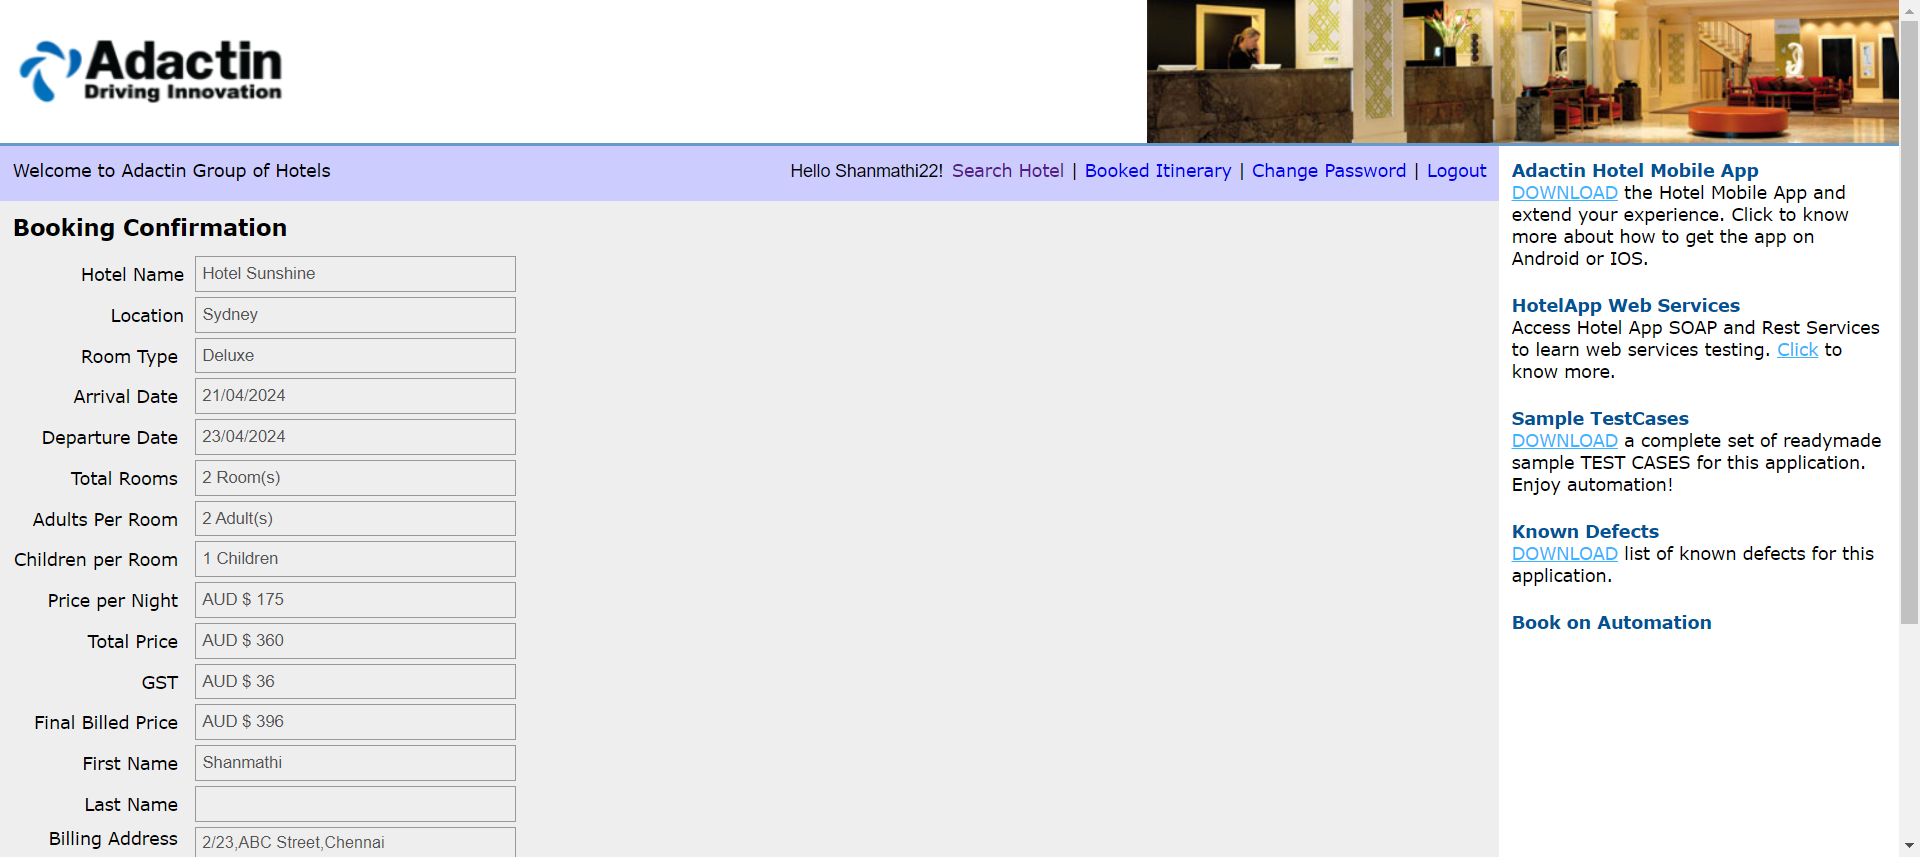 Adactin
Driving Innovation
Welcome to Adactin Group of Hotels
Hello Shanmathi22! Search Hotel | Booked Itinerary | Change Password | Logout
Booking Confirmation
Hotel Name Hotel Sunshine
Location Sydney
Room Type Deluxe
Arrival Date 21/04/2024
Departure Date 23/04/2024
Total Rooms 2 Room(s)
Adults Per Room 2 Adult(s)
Children per Room 1 Children
Price per Night AUD $ 175
Total Price AUD $ 360
GST AUD $ 36
Final Billed Price AUD $ 396
First Name Shanmathi
Last Name
Billing Address 2/23,ABC Street,Chennai
Adactin Hotel Mobile App
DOWNLOAD the Hotel Mobile App and
extend your experience. Click to know
more about how to get the app on
Android or IOS.
HotelApp Web Services
Access Hotel App SOAP and Rest Services
to learn web services testing. Click to
know more.
Sample TestCases
DOWNLOAD a complete set of readymade
sample TEST CASES for this application.
Enjoy automation!
Known Defects
DOWNLOAD list of known defects for this
application.
Book on Automation